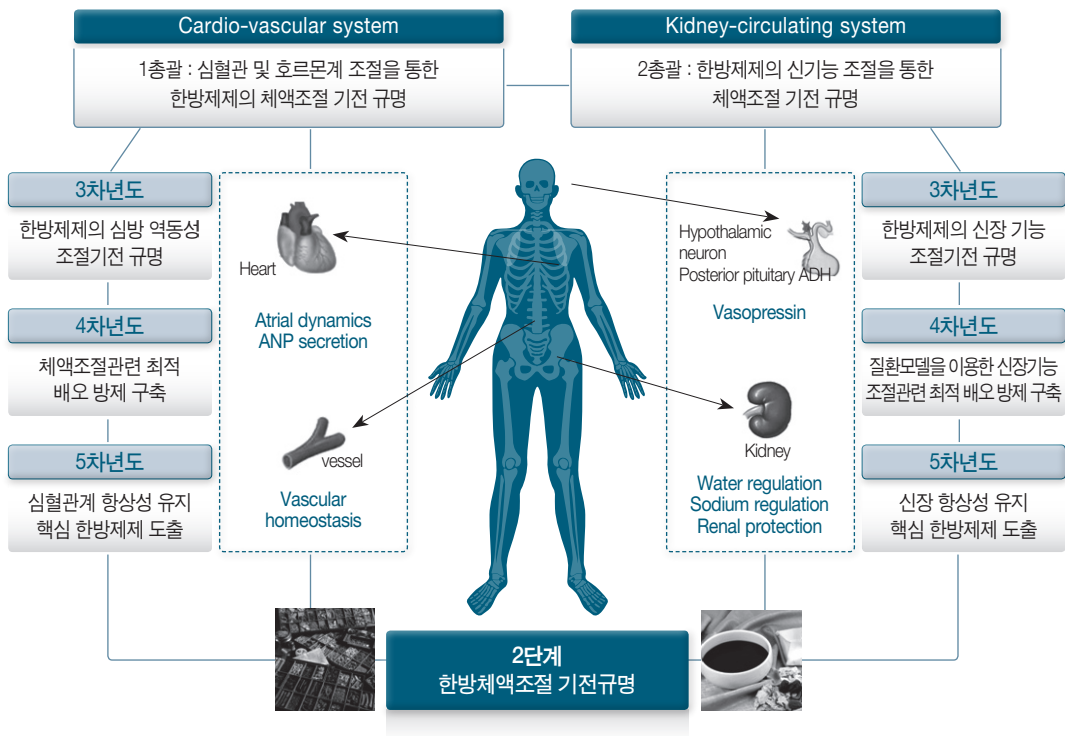 Cardio-vascular system
1총괄 : 심혈관 및 호르몬계 조절을 통한
한방제제의 체액조절 기전 규명
Kidney-circulating system
2총괄 : 한방제제의 신기능 조절을 통한
체액조절 기전 규명
3차년도
한방제제의 심방 역동성
조절기전 규명
4차년도
체액조절관련 최적
배오 방제 구축
5차년도
심혈관계 항상성 유지
핵심 한방제제 도출
Heart
Atrial dynamics
ANP secretion
vessel
Vascular
homeostasis
Hypothalamic
neuron
Posterior pituitary ADH
Vasopressin
Kidney
Water regulation
Sodium regulation
Renal protection
3차년도
한방제제의 신장 기능
조절기전 규명
4차년도
질환모델을 이용한 신장기능
조절관련 최적 배오 방제 구축
5차년도
신장 항상성 유지
핵심 한방제제 도출
2단계
한방체액조절 기전규명